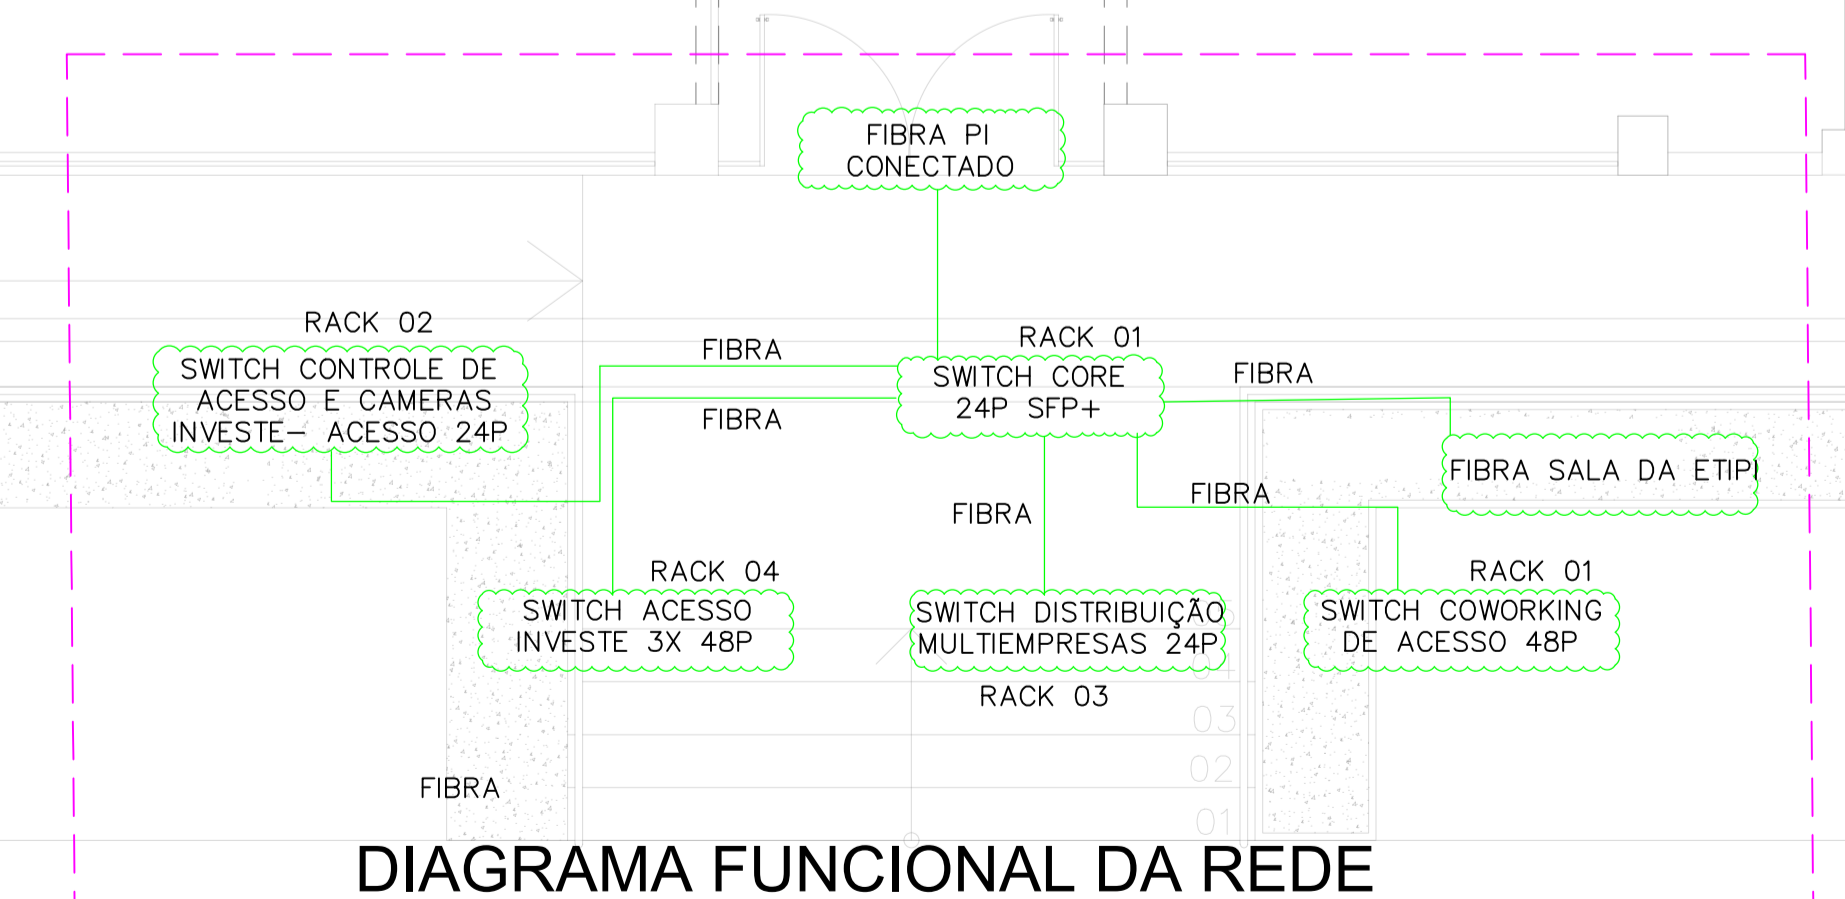 FIBRA PI
CONECTADO
RACK 02
SWITCH CONTROLE DE
ACESSO E CAMERAS
INVESTE- ACESSO 24P
FIBRA
FIBRA
RACK 01
SWITCH CORE
24P SFP+
FIBRA
FIBRA SALA DA ETIPI
FIBRA
FIBRA
RACK 04
SWITCH ACESSO
INVESTE 3X 48P
SWITCH DISTRIBUIÇÃO
MULTIEMPRESAS 24P
RACK 03
RACK 01
SWITCH COWORKING
DE ACESSO 48P
03
02
01
FIBRA
DIAGRAMA FUNCIONAL DA REDE